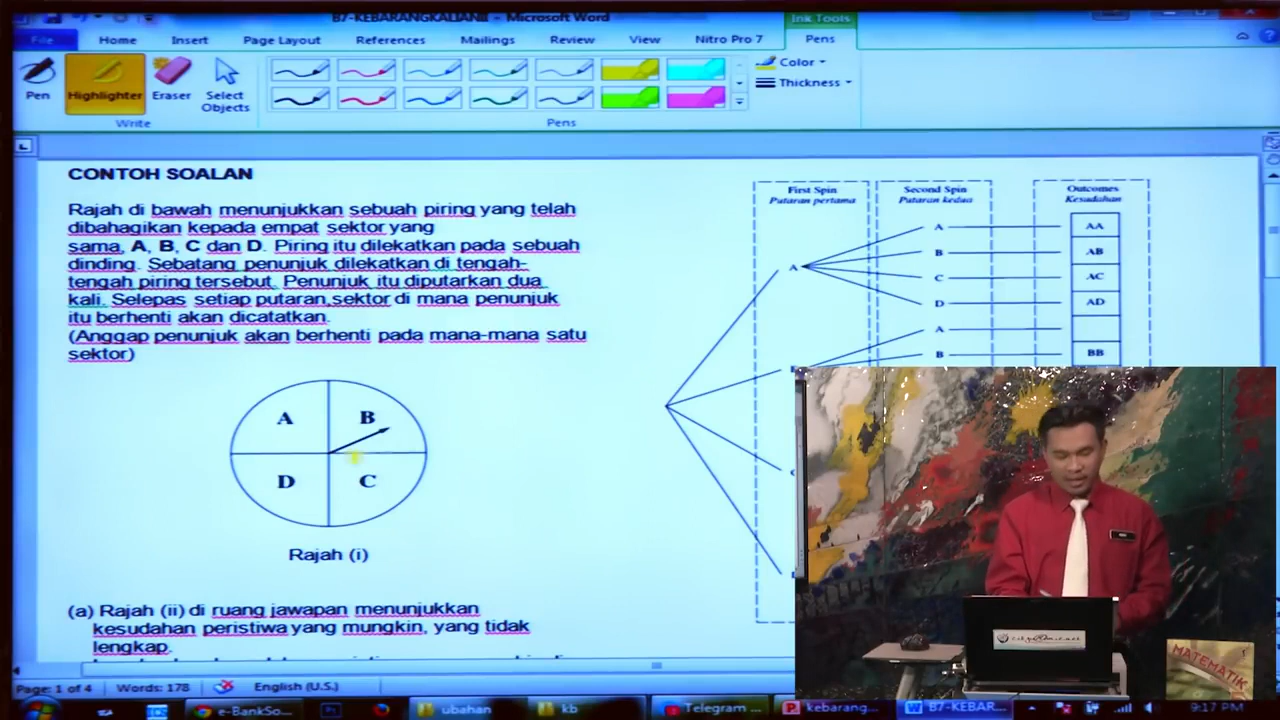 B7-KEBARANGKALIANII - Microsoft Word
Ink Tools
File
Home
Insert
Page Layout
References
Mailings
Review
View
Nitro Pro 7
Pens
Pen
Highlighter
Eraser
Select
Objects
Color
Thickness
Write
Pens
CONTOH SOALAN
Rajah di bawah menunjukkan sebuah piring yang telah
dibahagikan kepada empat sektor yang
sama, A, B, C dan D. Piring itu dilekatkan pada sebuah
dinding. Sebatang penunjuk dilekatkan di tengah-
tengah piring tersebut. Penunjuk itu diputarkan dua
kali. Selepas setiap putaran,sektor di mana penunjuk
itu berhenti akan dicatatkan.
(Anggap penunjuk akan berhenti pada mana-mana satu
sektor)
A B
D C
Rajah (i)
(a) Rajah (ii) di ruang jawapan menunjukkan
kesudahan peristiwa yang mungkin, yang tidak
lengkap.
First Spin
Putaran pertama
Second Spin
Putaran kedua
Outcomes
Kesudahan
A
A AA
B AB
C AC
D AD
A
B BB
MATEMATIK
Page: 1 of 4
Words: 178
English (U.S.)
e-BankSo...
ubahan
kb
Telegram ...
kebarang...
B7-KEBAR...
9:17 PM